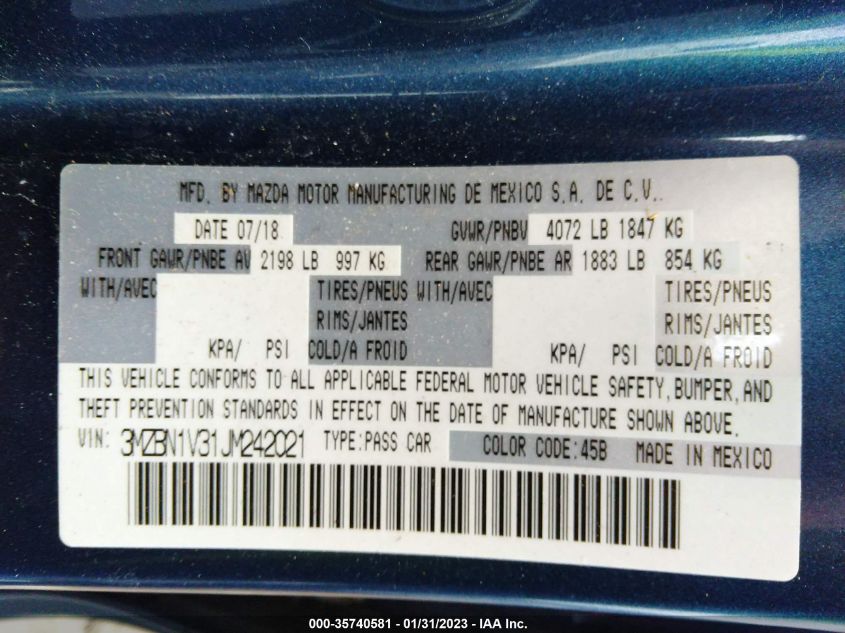 MFD. BY MAZDA MOTOR MANUFACTURING DE MEXICO S.A. DE C.V.
DATE 07/18 GVWR/PNBV 4072 LB 1847 KG
FRONT GAWR/PNBE AV 2198 LB 997 KG REAR GAWR/PNBE AR 1883 LB 854 KG
WITH/AVEC TIRES/PNEUS WITH/AVEC TIRES/PNEUS
RIMS/JANTES RIMS/JANTES
KPA/ PSI COLD/A FROID KPA/ PSI COLD/A FROID
THIS VEHICLE CONFORMS TO ALL APPLICABLE FEDERAL MOTOR VEHICLE SAFETY, BUMPER, AND
THEFT PREVENTION STANDARDS IN EFFECT ON THE DATE OF MANUFACTURE SHOWN ABOVE.
VIN: 3MZBN1V31JM242021 TYPE:PASS CAR COLOR CODE:45B MADE IN MEXICO
000-35740581 - 01/31/2023 - IAA Inc.